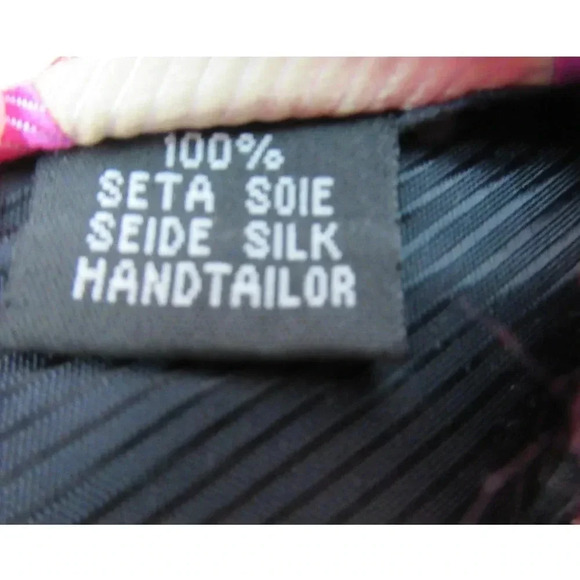 100%
SETA SOIE
SEIDE SILK
HANDTAILOR